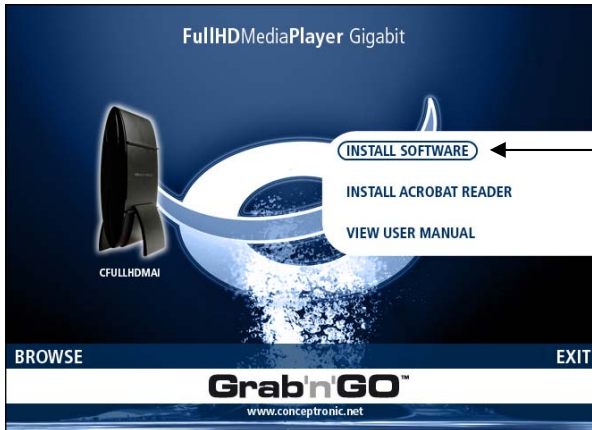 FullHDMediaPlayer Gigabit
INSTALL SOFTWARE
INSTALL ACROBAT READER
VIEW USER MANUAL
CFULLHDMAI
BROWSE
EXIT
Grab'n'GO™
www.conceptronic.net